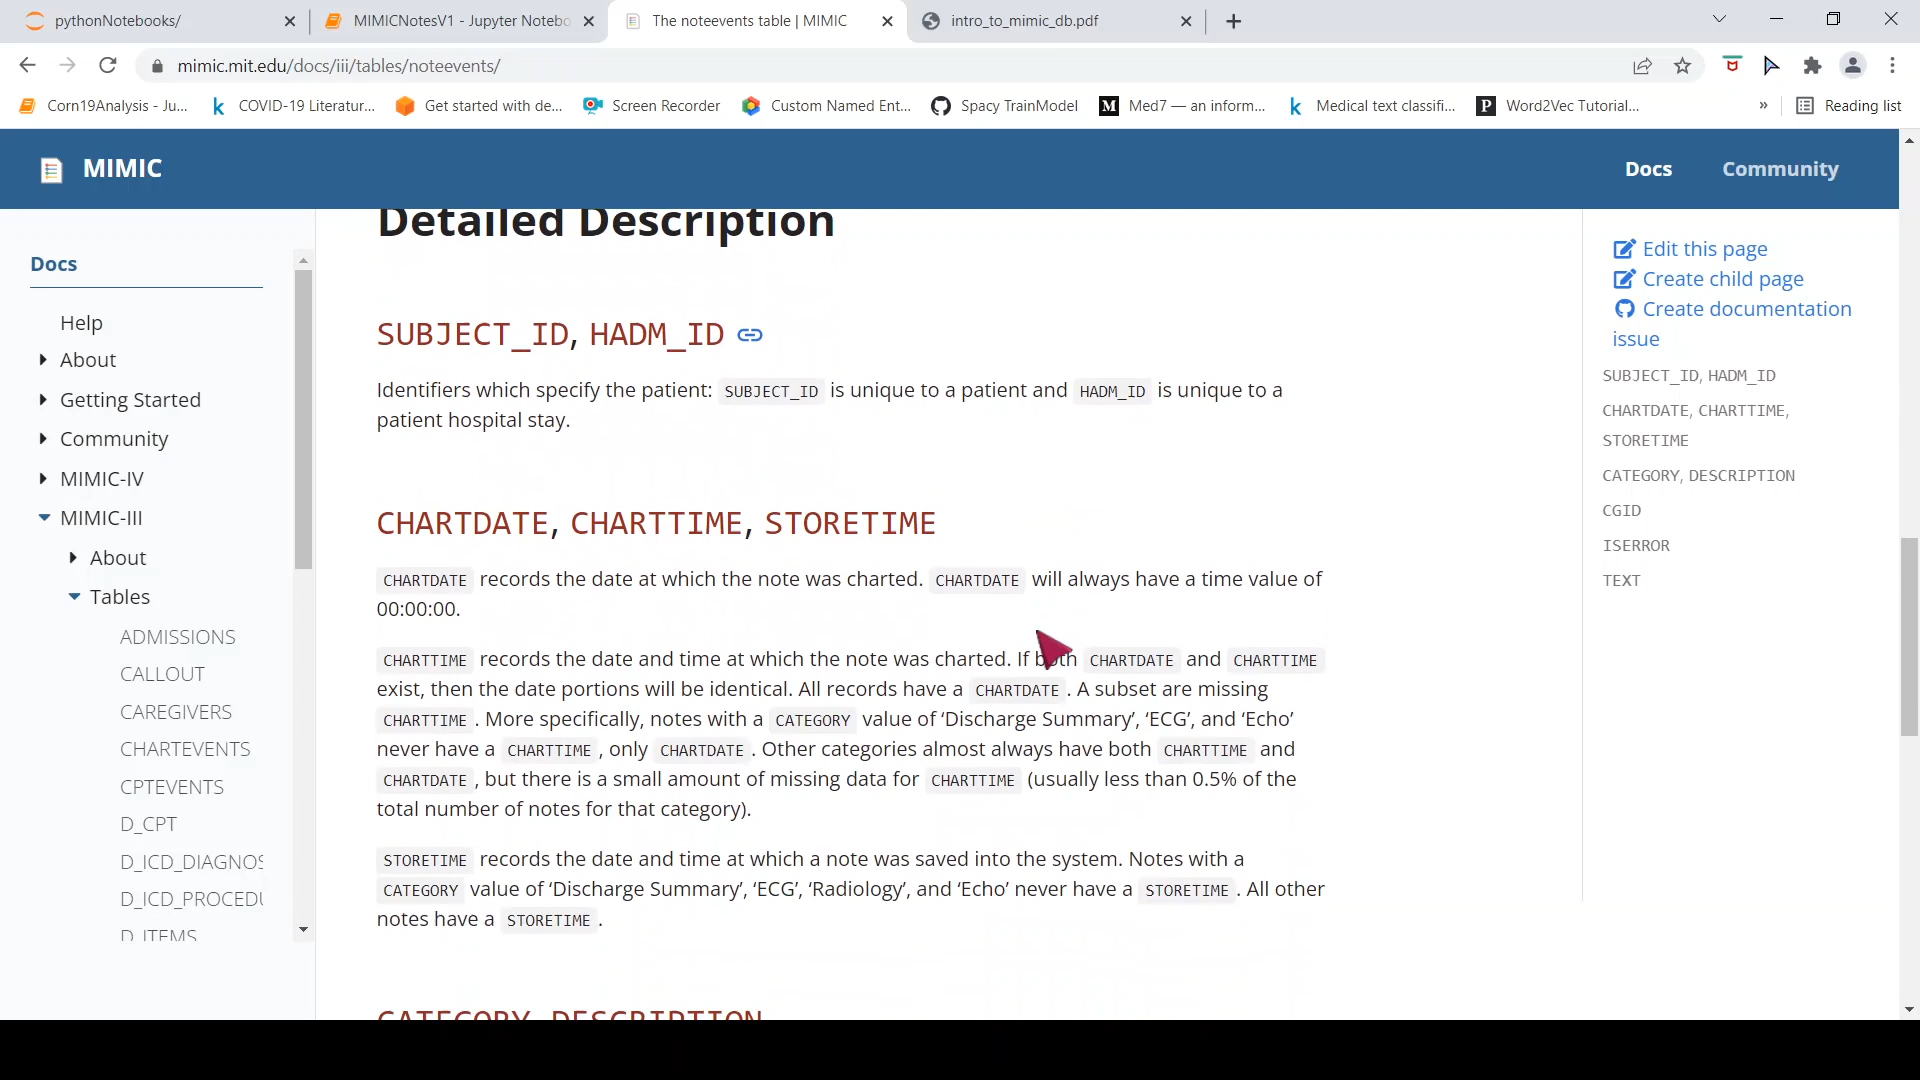 pythonNotebooks/
MIMICNotesV1 - Jupyter Notebo
The noteevents table | MIMIC
intro_to_mimic_db.pdf
mimic.mit.edu/docs/iii/tables/noteevents/
Corn19Analysis - Ju...
COVID-19 Literatur...
Get started with de...
Screen Recorder
Custom Named Ent...
Spacy TrainModel
Med7 — an inform...
Medical text classifi...
Word2Vec Tutorial...
»
Reading list
MIMIC
Docs
Community
Docs
Help
About
Getting Started
Community
MIMIC-IV
MIMIC-III
About
Tables
ADMISSIONS
CALLOUT
CAREGIVERS
CHARTEVENTS
CPTEVENTS
D_CPT
D_ICD_DIAGNOS
D_ICD_PROCEDU
D_ITEMS
Detailed Description
SUBJECT_ID, HADM_ID
Identifiers which specify the patient: SUBJECT_ID is unique to a patient and HADM_ID is unique to a
patient hospital stay.
CHARTDATE, CHARTTIME, STORETIME
CHARTDATE records the date at which the note was charted. CHARTDATE will always have a time value of
00:00:00.
CHARTTIME records the date and time at which the note was charted. If both CHARTDATE and CHARTTIME
exist, then the date portions will be identical. All records have a CHARTDATE. A subset are missing
CHARTTIME. More specifically, notes with a CATEGORY value of ‘Discharge Summary’, ‘ECG’, and ‘Echo’
never have a CHARTTIME, only CHARTDATE. Other categories almost always have both CHARTTIME and
CHARTDATE, but there is a small amount of missing data for CHARTTIME (usually less than 0.5% of the
total number of notes for that category).
STORETIME records the date and time at which a note was saved into the system. Notes with a
CATEGORY value of ‘Discharge Summary’, ‘ECG’, ‘Radiology’, and ‘Echo’ never have a STORETIME. All other
notes have a STORETIME.
CATEGORY, DESCRIPTION
Edit this page
Create child page
Create documentation
issue
SUBJECT_ID, HADM_ID
CHARTDATE, CHARTTIME,
STORETIME
CATEGORY, DESCRIPTION
CGID
ISERROR
TEXT